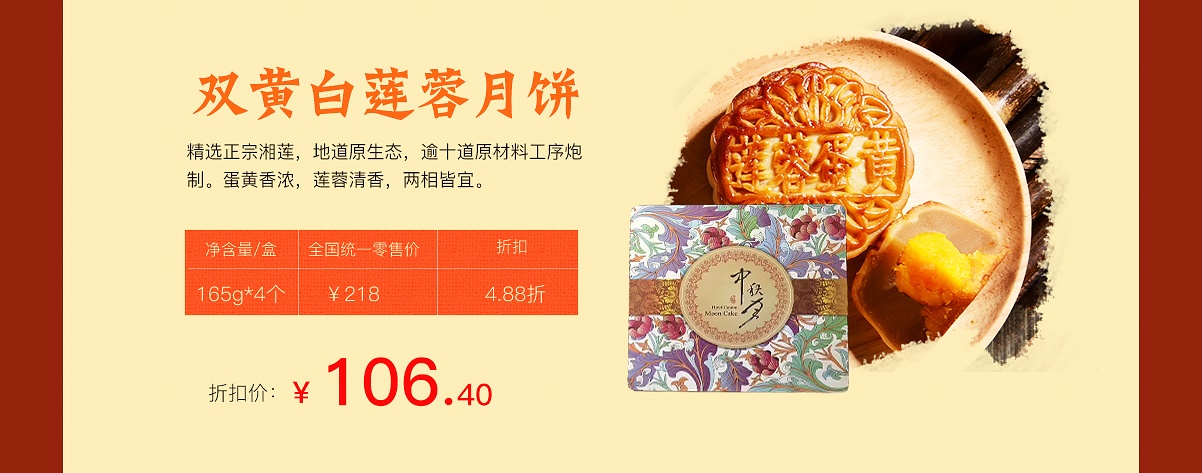 双黄白莲蓉月饼
精选正宗湘莲，地道原生态，逾十道原材料工序炮
制。蛋黄香浓，莲蓉清香，两相皆宜。
净含量/盒 全国统一零售价 折扣
165g*4个 ￥218 4.88折
折扣价：￥106.40
莲蓉蛋黄
中秋月
Moon Cake